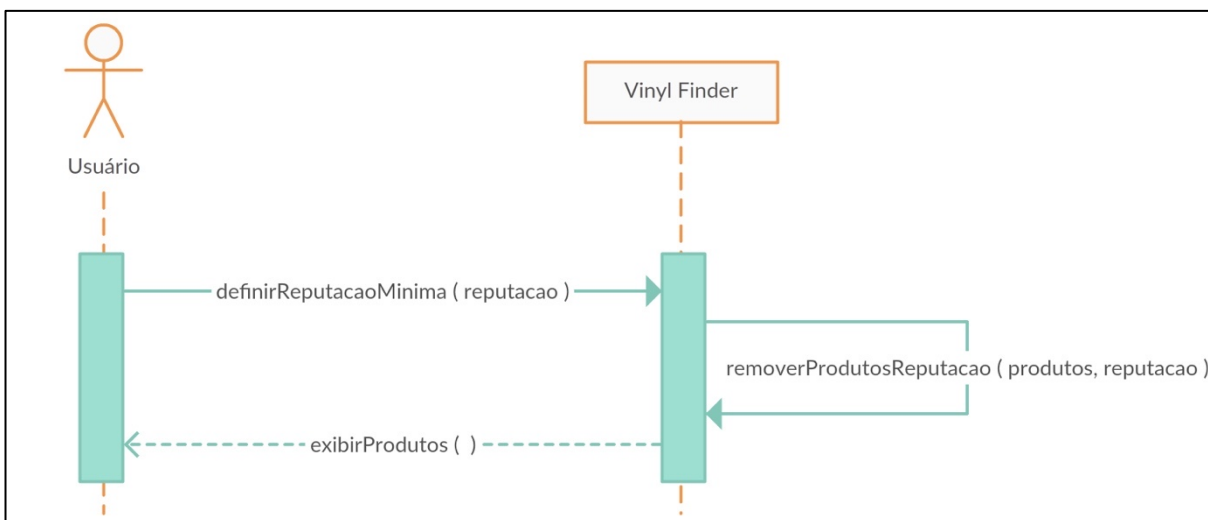 Vinyl Finder
Usuário
definirReputacaoMinima ( reputacao )
removerProdutosReputacao ( produtos, reputacao )
exibirProdutos (  )